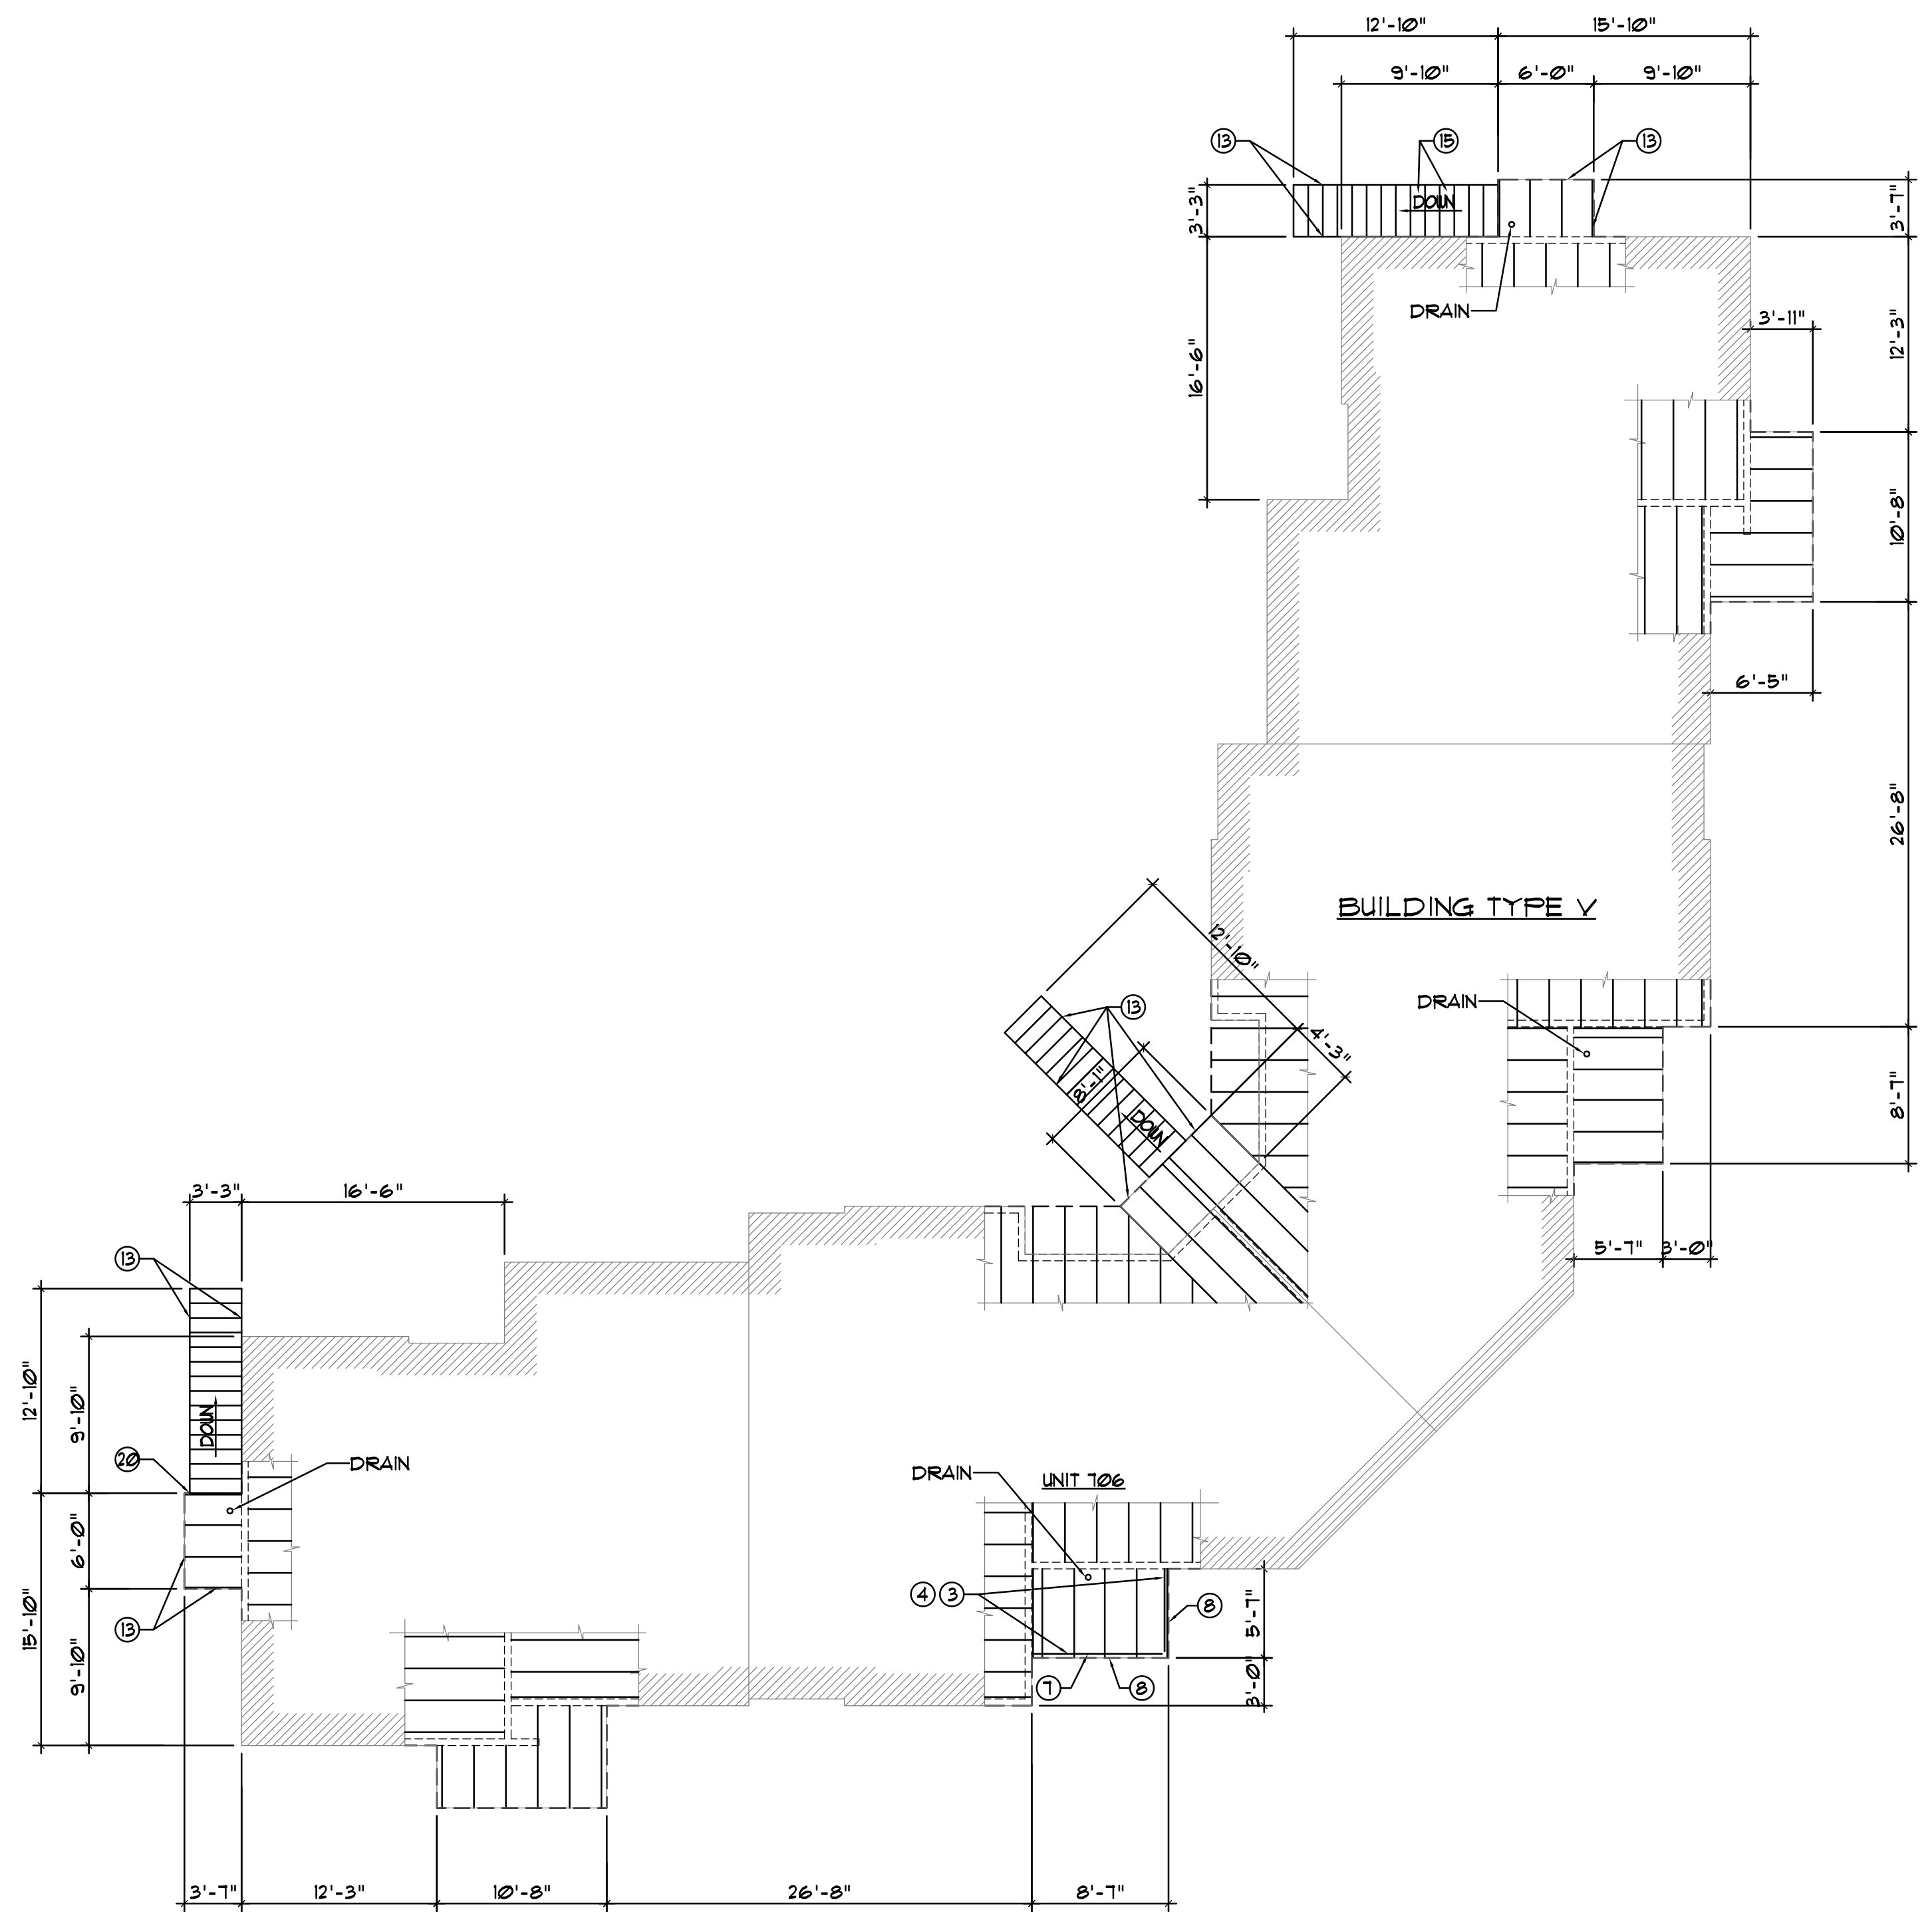 12'-10" 15'-10"
9'-10" 6'-0" 9'-10"
13 15 13
3'-3" DOWN 3'-7"
DRAIN
3'-11"
12'-3"
16'-6"
10'-8"
6'-5"
26'-8"
BUILDING TYPE V
12'-10"
13
DRAIN
4'-3"
8'-1"
DOWN
8'-7"
3'-3" 16'-6"
5'-7" 3'-0"
13
12'-10"
9'-10"
DOWN
20 DRAIN
DRAIN UNIT 706
6'-0"
4 3 8
5'-7"
15'-10"
13
9'-10"
7 8
3'-0"
3'-7" 12'-3" 10'-8" 26'-8" 8'-7"